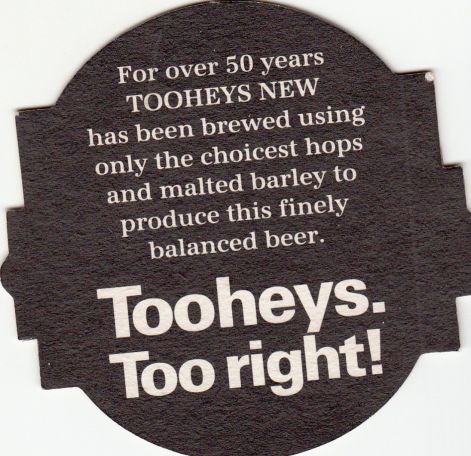 For over 50 years
TOOHEYS NEW
has been brewed using
only the choicest hops
and malted barley to
produce this finely
balanced beer.
Tooheys.
Too right!